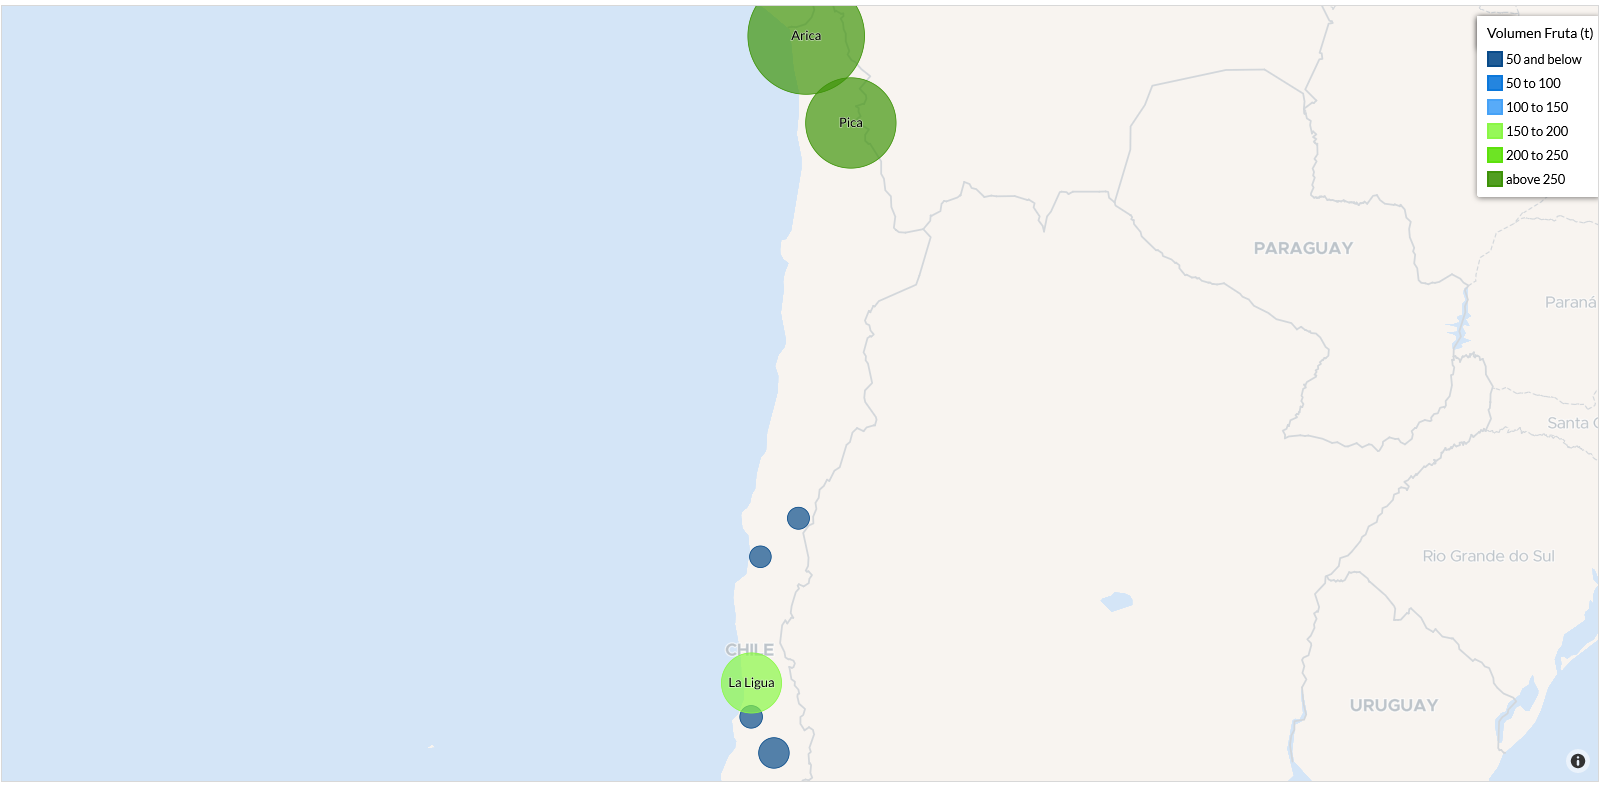 Arica
Volumen Fruta (t)
50 and below
50 to 100
100 to 150
150 to 200
200 to 250
above 250
Pica
PARAGUAY
Paraná
Santa
Rio Grande do Sul
CHILE
La Ligua
URUGUAY